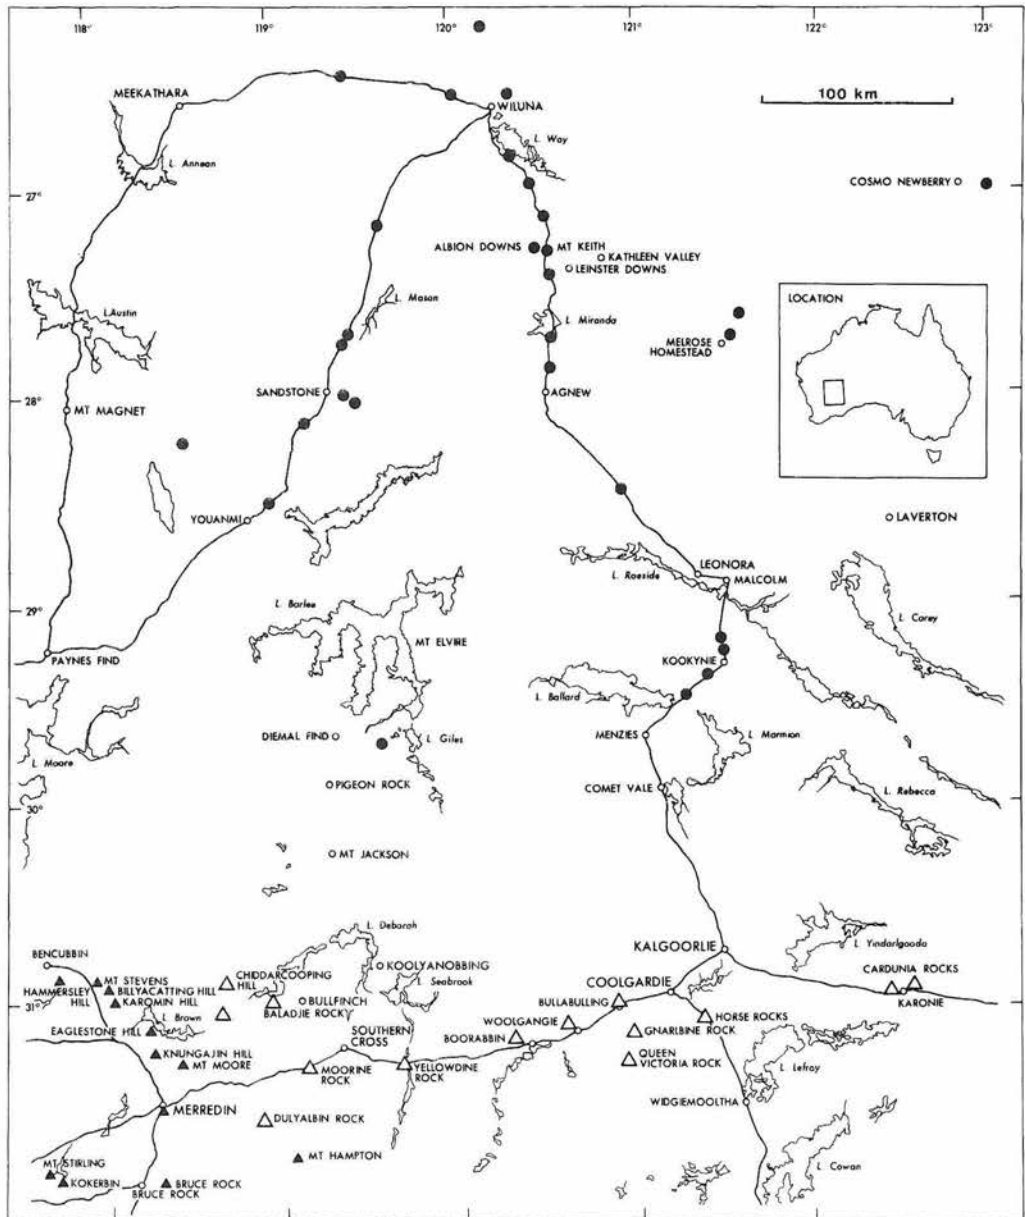 118°
119°
120°
121°
122°
123°
MEEKATHARA
WILUNA
100 km
L. Way
L. Annean
27°
COSMO NEWBERRY
ALBION DOWNS
MT KEITH
KATHLEEN VALLEY
LEINSTER DOWNS
LOCATION
L. Mason
L. Austin
L. Miranda
MELROSE
HOMESTEAD
SANDSTONE
AGNEW
28°
MT MAGNET
YOUANMI
LAVERTON
LEONORA
L. Raeside
MALCOLM
29°
L. Barlee
L. Carey
MT ELVIRE
PAYNES FIND
KOOKYNIE
L. Ballard
DIEMAL FIND
L. Giles
MENZIES
L. Marmion
L. Moore
PIGEON ROCK
COMET VALE
L. Rebecca
30°
MT JACKSON
L. Deborah
KALGOORLIE
L. Yindarlgooda
BENCUBBIN
KOOLYANOBBING
CARDUNIA ROCKS
MT STEVENS
CHIDDARCOOPING
HILL
COOLGARDIE
HAMMERSLEY
HILL
BILLYACATTING HILL
L. Seabrook
31°
KAROMIN HILL
BULLFINCH
BULLABULLING
KARONIE
BALADJIE ROCK
L. Brown
WOOLGANGIE
HORSE ROCKS
EAGLESTONE HILL
SOUTHERN
CROSS
BOORABBIN
GNARLBINE ROCK
KNUNGAJIN HILL
MT MOORE
MOORINE
ROCK
YELLOWDINE
ROCK
QUEEN
VICTORIA ROCK
L. Lefroy
MERREDIN
WIDGIEMOOLTHA
DULYALBIN ROCK
MT STIRLING
MT HAMPTON
L. Cowan
KOKERBIN
BRUCE ROCK
BRUCE ROCK